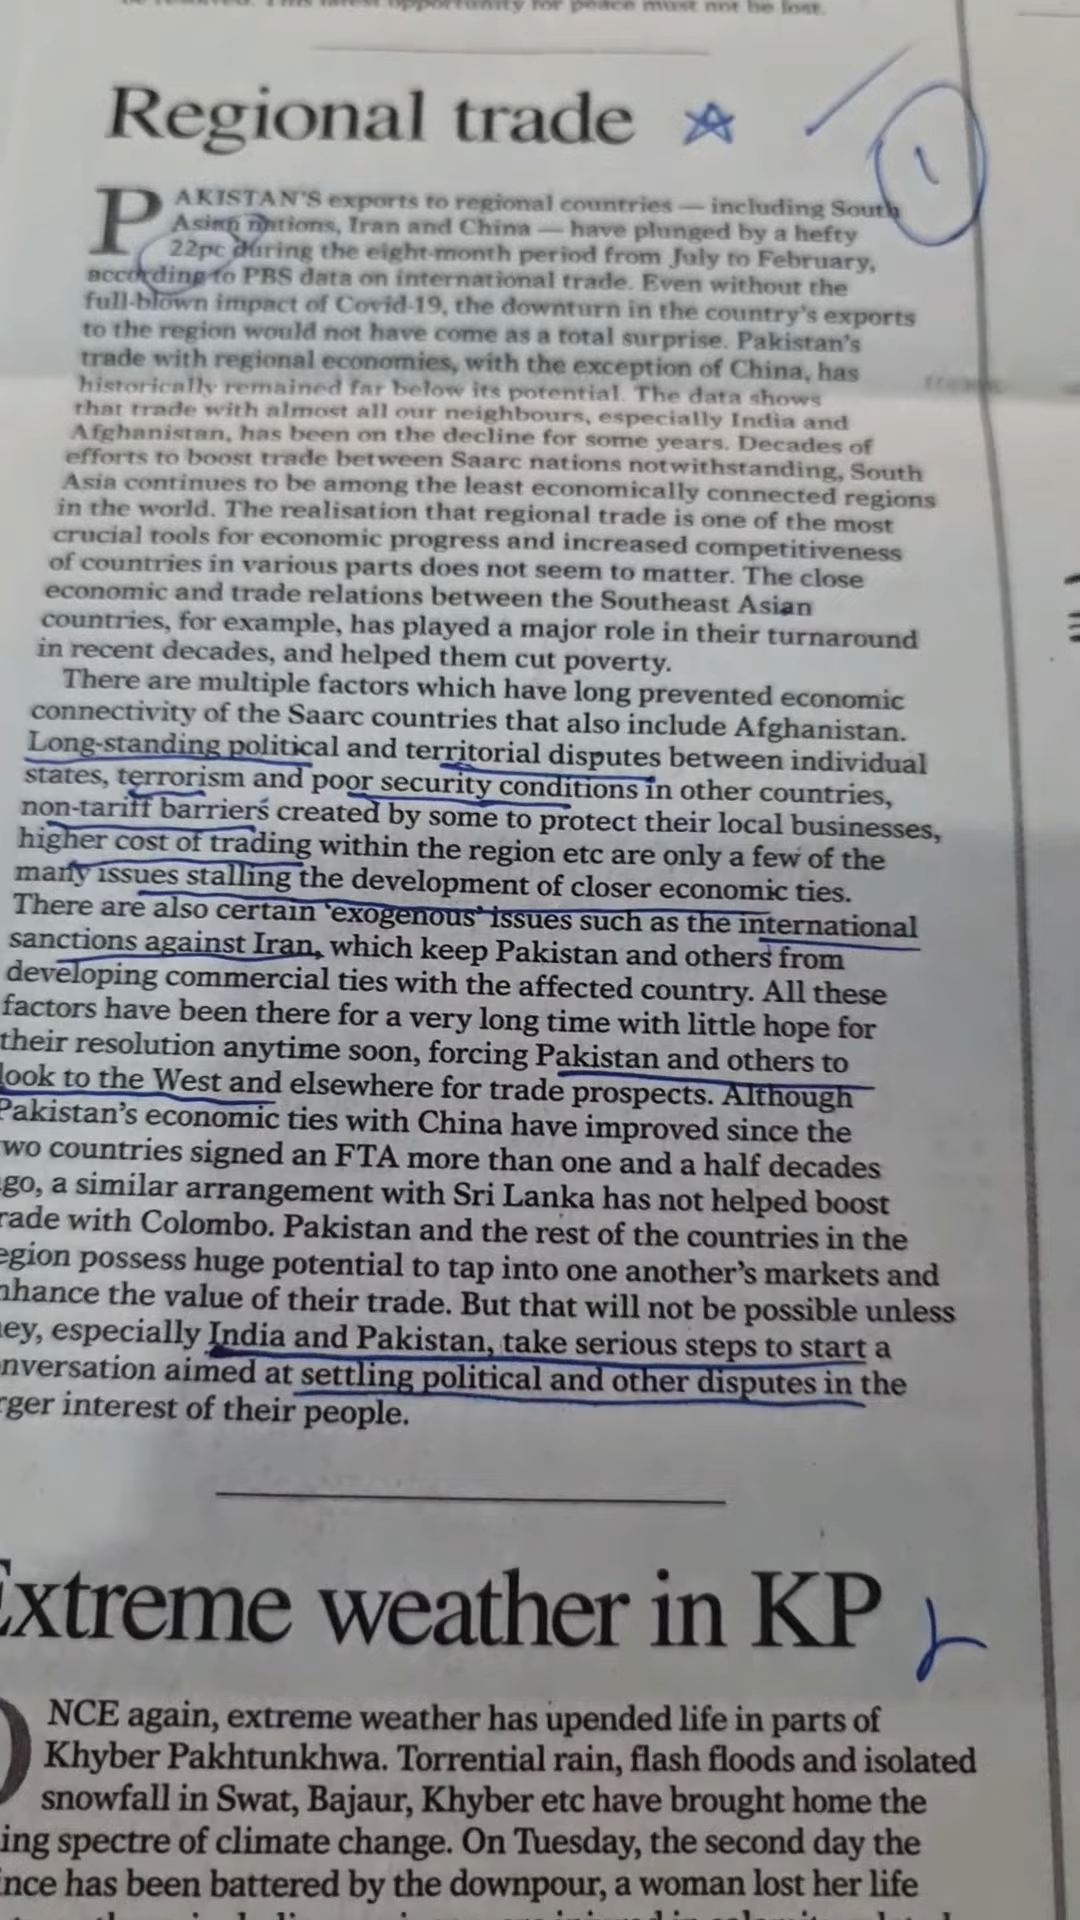 be resolved. This latest opportunity for peace must not be lost.
Regional trade
1
PAKISTAN'S exports to regional countries — including South
Asian nations, Iran and China — have plunged by a hefty
22pc during the eight-month period from July to February,
according to PBS data on international trade. Even without the
full-blown impact of Covid-19, the downturn in the country's exports
to the region would not have come as a total surprise. Pakistan's
trade with regional economies, with the exception of China, has
historically remained far below its potential. The data shows
that trade with almost all our neighbours, especially India and
Afghanistan, has been on the decline for some years. Decades of
efforts to boost trade between Saarc nations notwithstanding, South
Asia continues to be among the least economically connected regions
in the world. The realisation that regional trade is one of the most
crucial tools for economic progress and increased competitiveness
of countries in various parts does not seem to matter. The close
economic and trade relations between the Southeast Asian
countries, for example, has played a major role in their turnaround
in recent decades, and helped them cut poverty.
There are multiple factors which have long prevented economic
connectivity of the Saarc countries that also include Afghanistan.
Long-standing political and territorial disputes between individual
states, terrorism and poor security conditions in other countries,
non-tariff barriers created by some to protect their local businesses,
higher cost of trading within the region etc are only a few of the
many issues stalling the development of closer economic ties.
There are also certain 'exogenous' issues such as the international
sanctions against Iran, which keep Pakistan and others from
developing commercial ties with the affected country. All these
factors have been there for a very long time with little hope for
their resolution anytime soon, forcing Pakistan and others to
look to the West and elsewhere for trade prospects. Although
Pakistan's economic ties with China have improved since the
wo countries signed an FTA more than one and a half decades
go, a similar arrangement with Sri Lanka has not helped boost
rade with Colombo. Pakistan and the rest of the countries in the
egion possess huge potential to tap into one another's markets and
nhance the value of their trade. But that will not be possible unless
ey, especially India and Pakistan, take serious steps to start a
nversation aimed at settling political and other disputes in the
rger interest of their people.
Extreme weather in KP
ONCE again, extreme weather has upended life in parts of
Khyber Pakhtunkhwa. Torrential rain, flash floods and isolated
snowfall in Swat, Bajaur, Khyber etc have brought home the
ing spectre of climate change. On Tuesday, the second day the
nce has been battered by the downpour, a woman lost her life